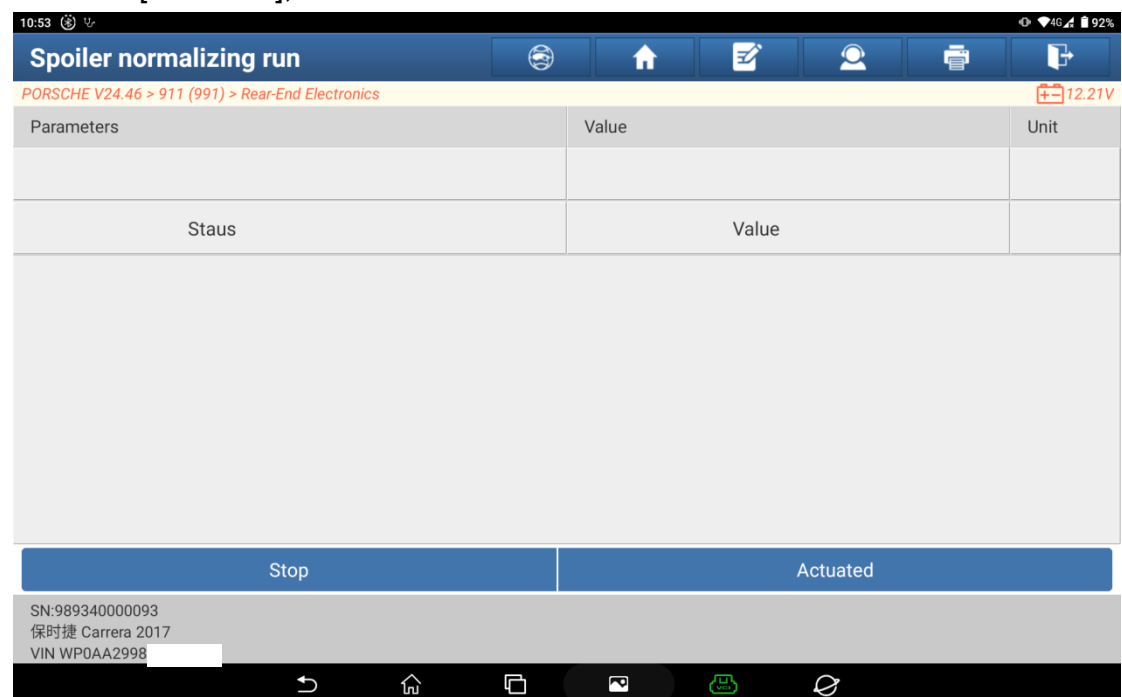 10:53 4G 92%
Spoiler normalizing run
PORSCHE V24.46 > 911 (991) > Rear-End Electronics 12.21V
Parameters Value Unit
Staus Value
Stop Actuated
SN:989340000093
保时捷 Carrera 2017
VIN WP0AA2998
VCI